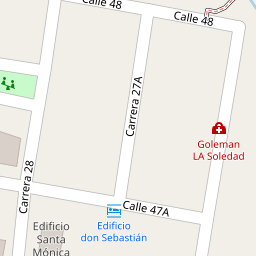 Calle 48
Calle 48
Carrera 27A
Goleman
LA Soledad
Carrera 28
Calle 47A
Edificio
don Sebastián
Edificio
Santa
Mónica